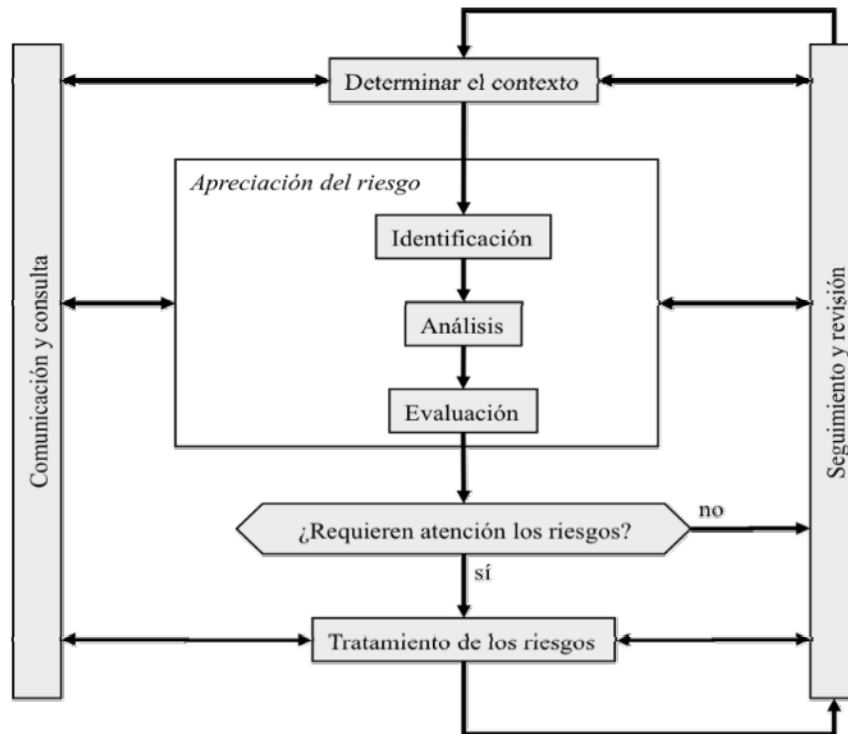 Determinar el contexto
Apreciación del riesgo
Identificación
Análisis
Evaluación
¿Requieren atención los riesgos?
no
sí
Tratamiento de los riesgos
Comunicación y consulta
Seguimiento y revisión